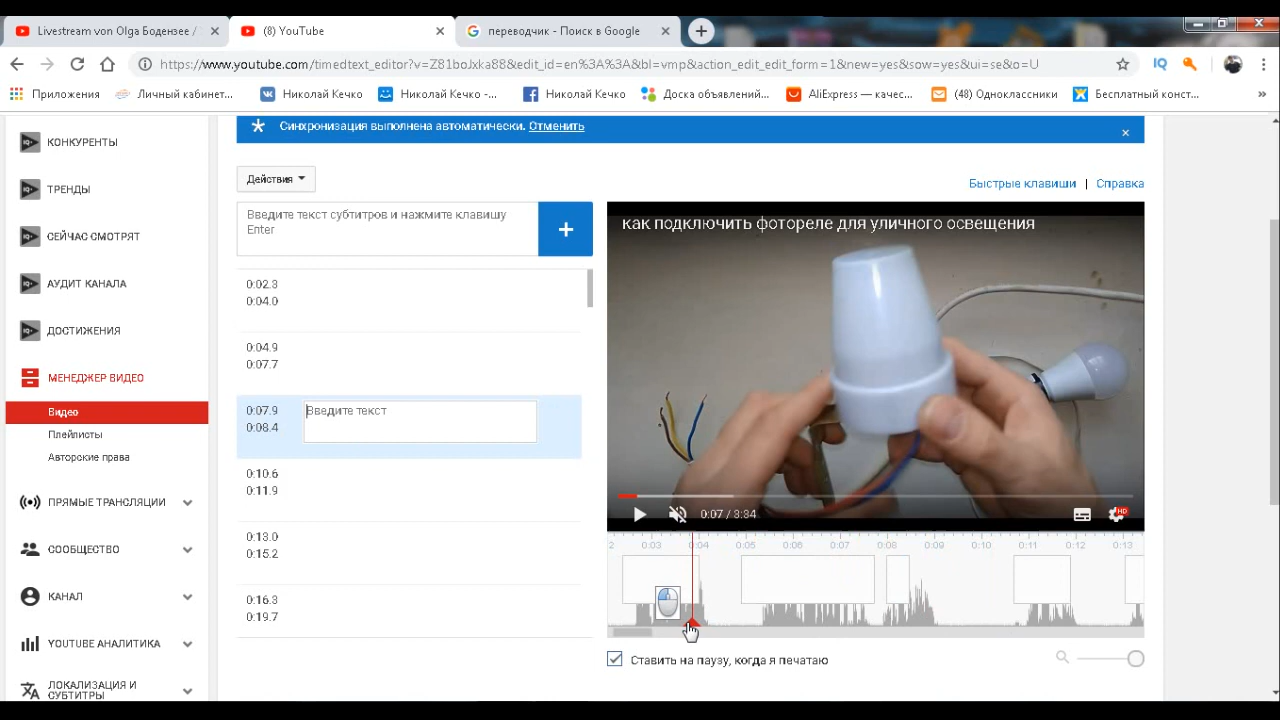 Livestream von Olga Бодензее /
(8) YouTube
Поиск в Google
https://www.youtube.com/timedtext_editor?v=Z81boJxka88&edit_id=en%3A%3A&bl=vmp&action_edit_edit_form=1&new=yes&sow=yes&ui=se&o=U
IQ
Приложения
Личный кабинет...
Николай Кечко
Николай Кечко -...
Николай Кечко
Доска объявлений...
AliExpress — качес...
(48) Одноклассники
Бесплатный конст...
»
КОНКУРЕНТЫ
ТРЕНДЫ
СЕЙЧАС СМОТРЯТ
АУДИТ КАНАЛА
ДОСТИЖЕНИЯ
МЕНЕДЖЕР ВИДЕО
Видео
Плейлисты
Авторские права
ПРЯМЫЕ ТРАНСЛЯЦИИ
СООБЩЕСТВО
КАНАЛ
YOUTUBE АНАЛИТИКА
ЛОКАЛИЗАЦИЯ И
СУБТИТРЫ
Синхронизация выполнена автоматически. Отменить
Действия
Быстрые клавиши | Справка
Введите текст субтитров и нажмите клавишу
Enter
+
0:02.3
0:04.0
0:04.9
0:07.7
0:07.9
0:08.4
Введите текст
0:10.6
0:11.9
0:13.0
0:15.2
0:16.3
0:19.7
как подключить фотореле для уличного освещения
0:07 / 3:34
HD
2 0:03 0:04 0:05 0:06 0:07 0:08 0:09 0:10 0:11 0:12 0:13
Ставить на паузу, когда я печатаю